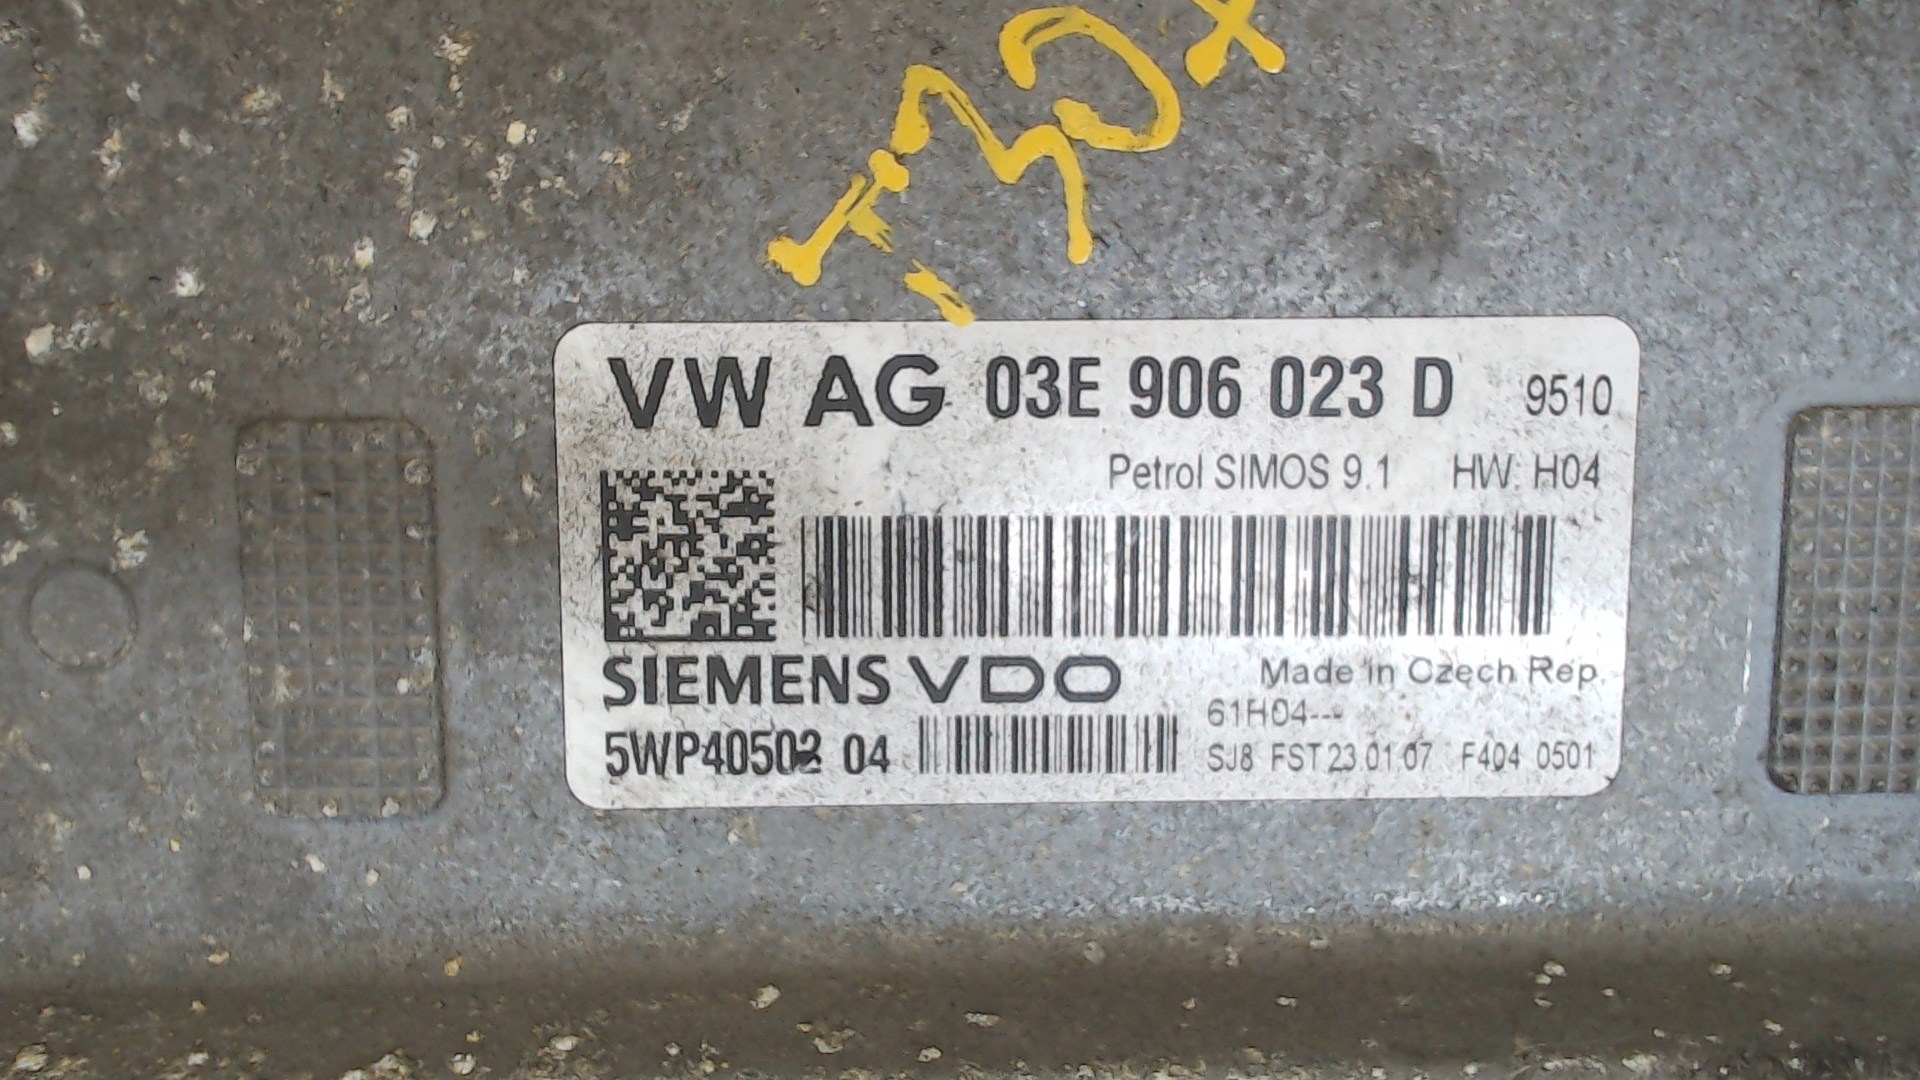 VW AG 03E 906 023 D 9510
Petrol SIMOS 9.1 HW: H04
SIEMENS VDO Made in Czech Rep.
61H04---
5WP40502 04 SJ8 FST 23.01.07 F404 0501